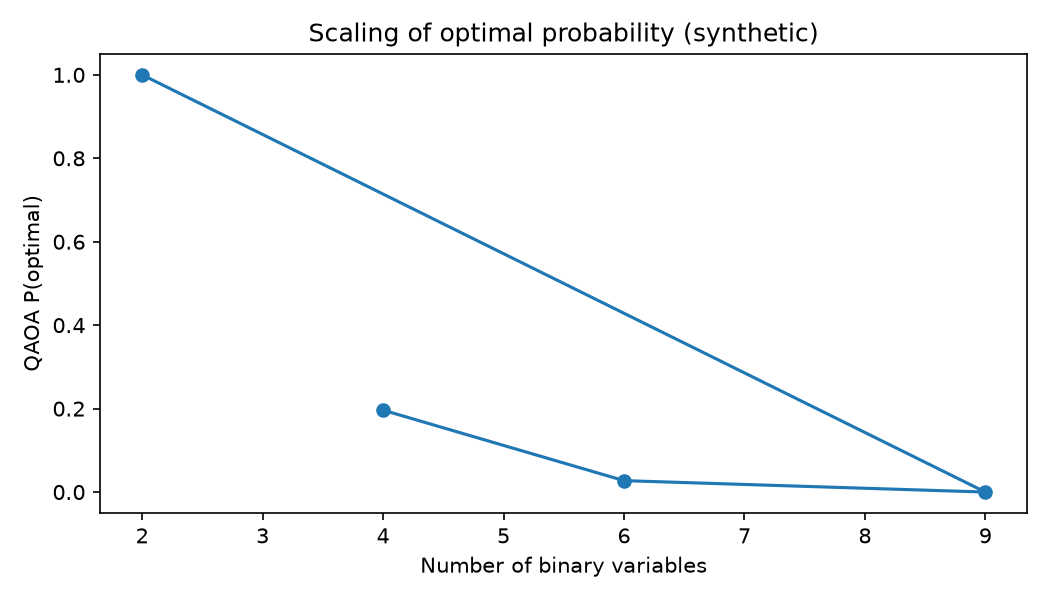 Scaling of optimal probability (synthetic)
QAOA P(optimal)
1.0
0.8
0.6
0.4
0.2
0.0
2 3 4 5 6 7 8 9
Number of binary variables